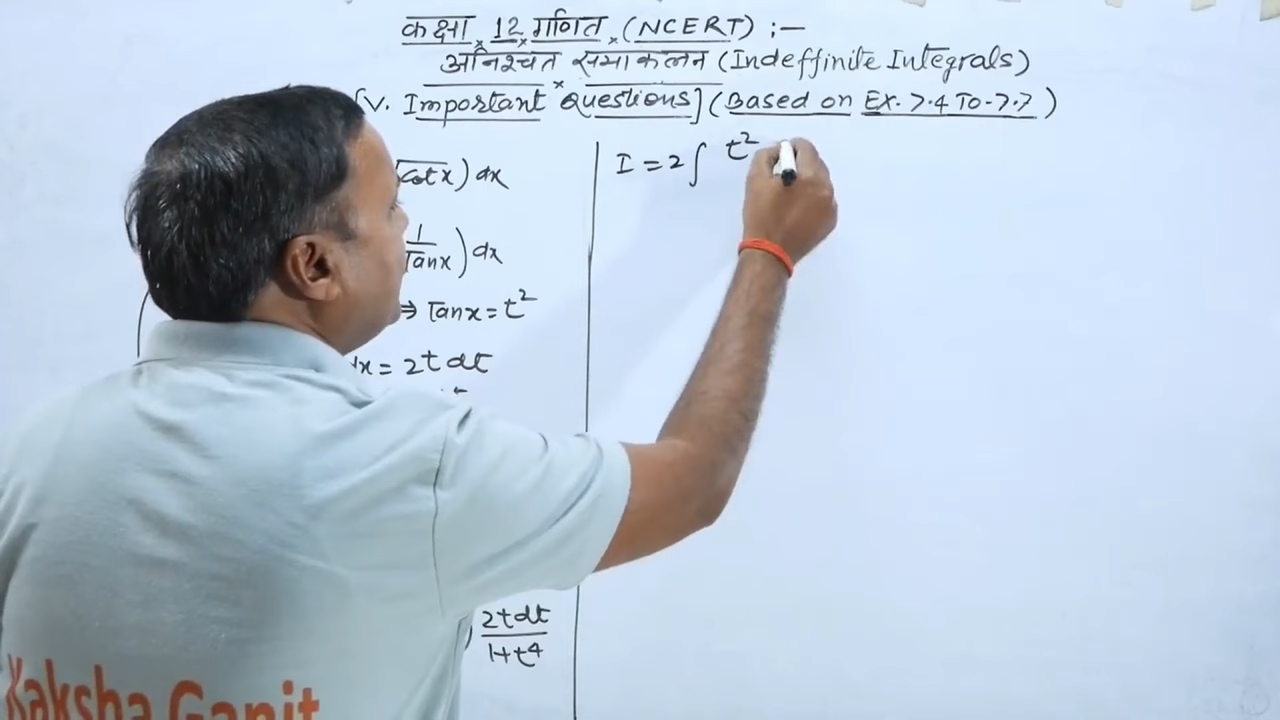 कक्षा 12 गणित (NCERT) :-
अनिश्चत समाकलन (Indeffinite Integrals)
V. Important Questions] (Based on EX. 7.4 To-7.7)
√cot x) dx
1/√Tanx) dx
⇒ Tanx = t²
dx = 2t dt
2t dt/1+t⁴
I = 2∫ t²
Kaksha Ganit